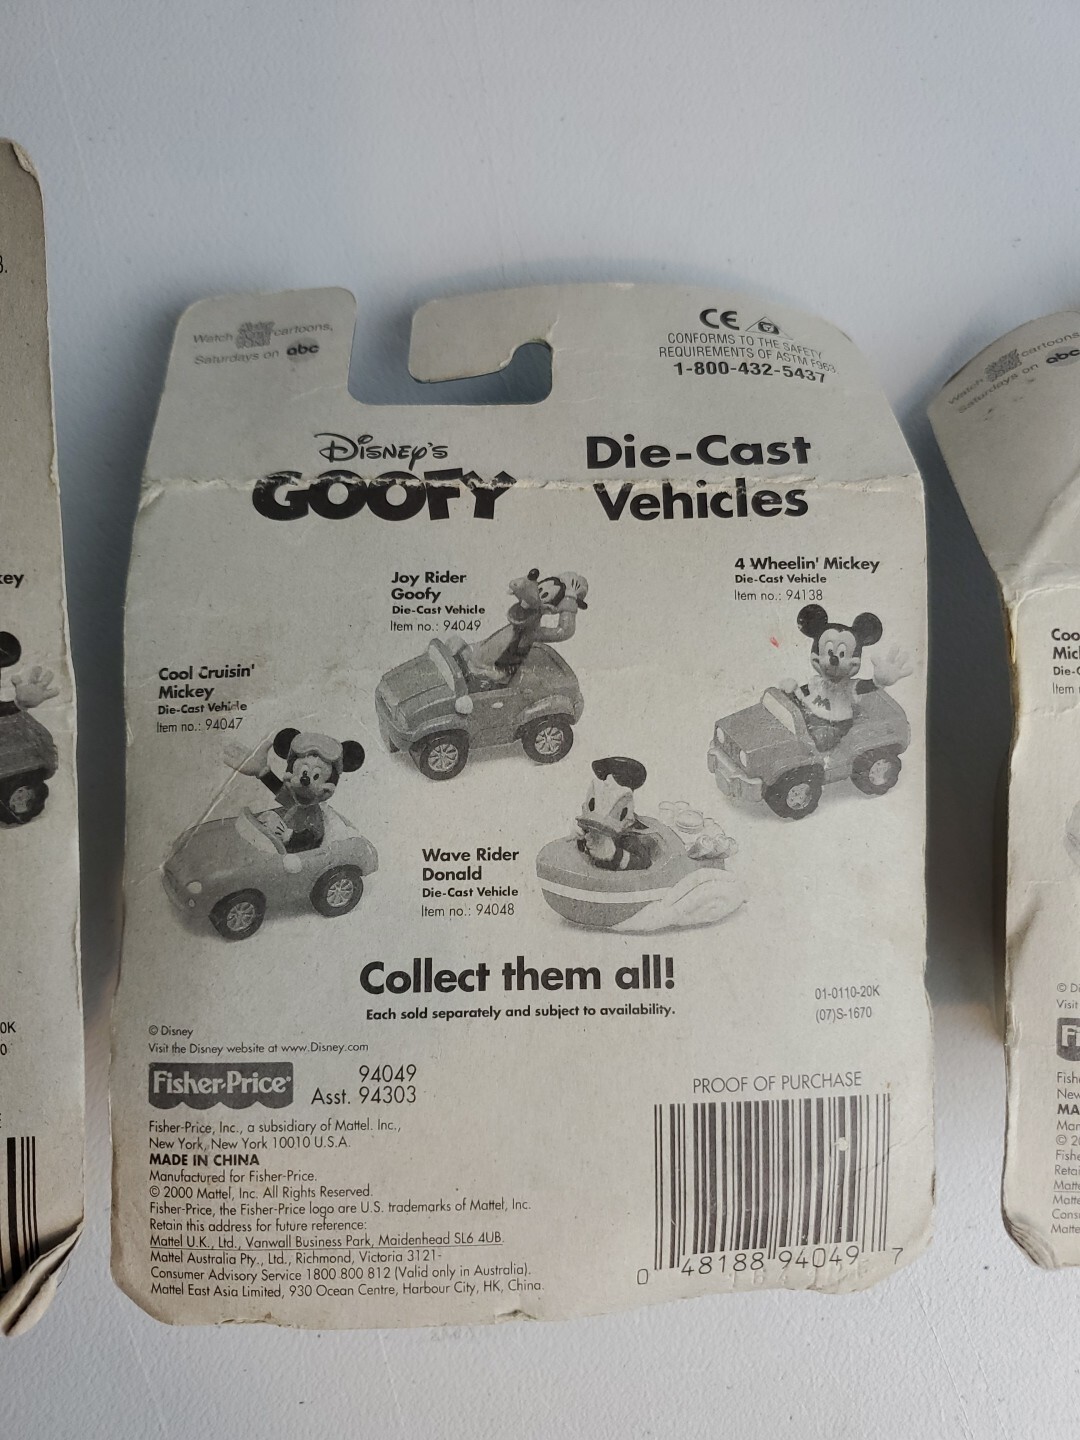 Watch cartoons,
Saturdays on abc
CE
CONFORMS TO THE SAFETY
REQUIREMENTS OF ASTM F963
1-800-432-5437
Disney's
GOOFY
Die-Cast
Vehicles
Joy Rider
Goofy
Die-Cast Vehicle
Item no.: 94049
4 Wheelin' Mickey
Die-Cast Vehicle
Item no.: 94138
Cool Cruisin'
Mickey
Die-Cast Vehicle
Item no.: 94047
Wave Rider
Donald
Die-Cast Vehicle
Item no.: 94048
Collect them all!
Each sold separately and subject to availability.
01-0110-20K
(07)S-1670
© Disney
Visit the Disney website at www.Disney.com
Fisher-Price
94049
Asst. 94303
Fisher-Price, Inc., a subsidiary of Mattel. Inc.,
New York, New York 10010 U.S.A.
MADE IN CHINA
Manufactured for Fisher-Price.
© 2000 Mattel, Inc. All Rights Reserved.
Fisher-Price, the Fisher-Price logo are U.S. trademarks of Mattel, Inc.
Retain this address for future reference:
Mattel U.K., Ltd., Vanwall Business Park, Maidenhead SL6 4UB.
Mattel Australia Pty., Ltd., Richmond, Victoria 3121-
Consumer Advisory Service 1800 800 812 (Valid only in Australia).
Mattel East Asia Limited, 930 Ocean Centre, Harbour City, HK, China.
PROOF OF PURCHASE
0 48188 94049 7
Watch cartoons
Saturdays on abc